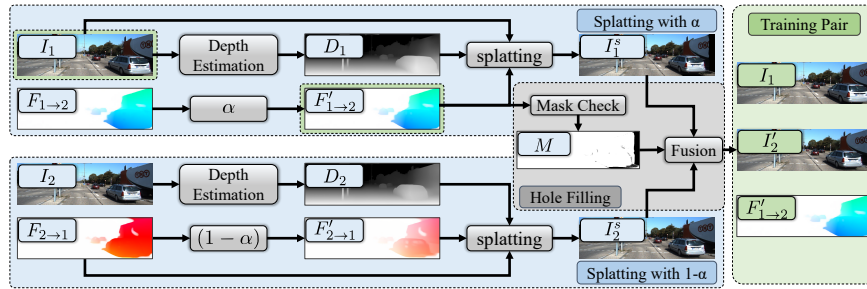 I₁
Depth
Estimation
D₁
splatting
I₁ˢ
Splatting with α
F₁→₂
α
F′₁→₂
Mask Check
M
Fusion
Hole Filling
I₂
Depth
Estimation
D₂
F₂→₁
(1 − α)
F′₂→₁
splatting
I₂ˢ
Splatting with 1-α
Training Pair
I₁
I′₂
F′₁→₂